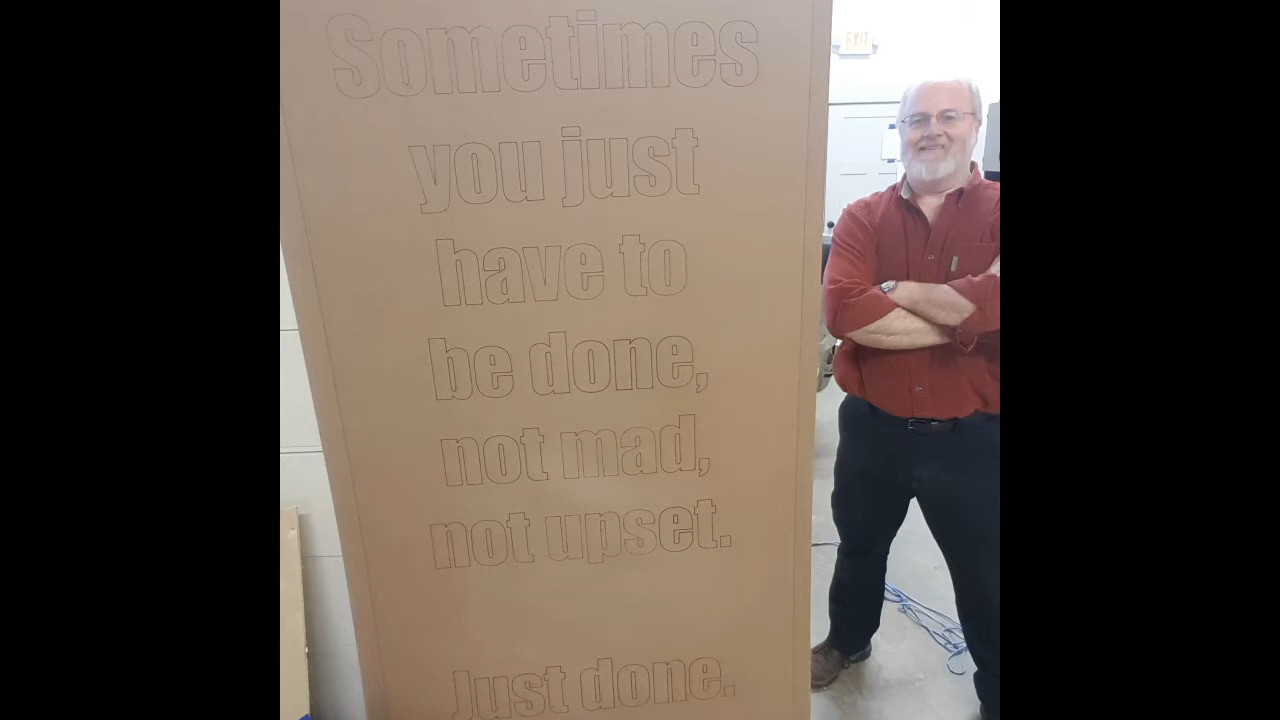 Sometimes
you just
have to
be done,
not mad,
not upset.
Just done.
EXIT